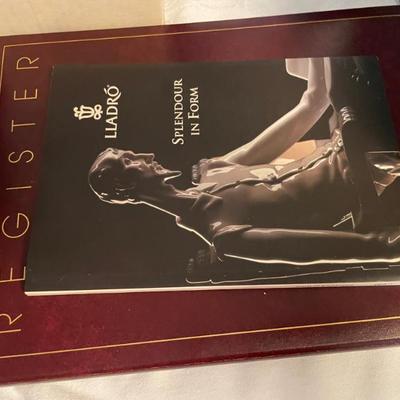 REGISTER
LLADRÓ
SPLENDOUR
IN FORM